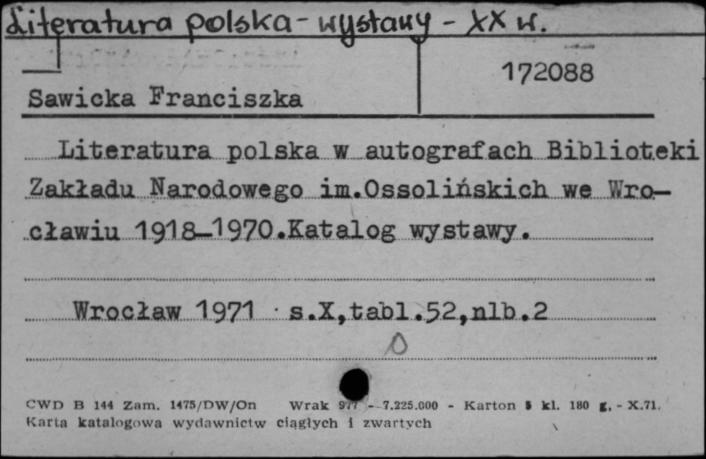 Literatura polska - wystawy - XX w.
172088
Sawicka Franciszka
Literatura polska w autografach Biblioteki
Zakładu Narodowego im.Ossolińskich we Wro-
cławiu 1918-1970.Katalog wystawy.
Wrocław 1971 s.X,tabl.52,nlb.2
CWD B 144 Zam. 1475/DW/On Wrak 977 - 7.225.000 - Karton 5 kl. 180 g. - X.71.
Karta katalogowa wydawnictw ciągłych i zwartych